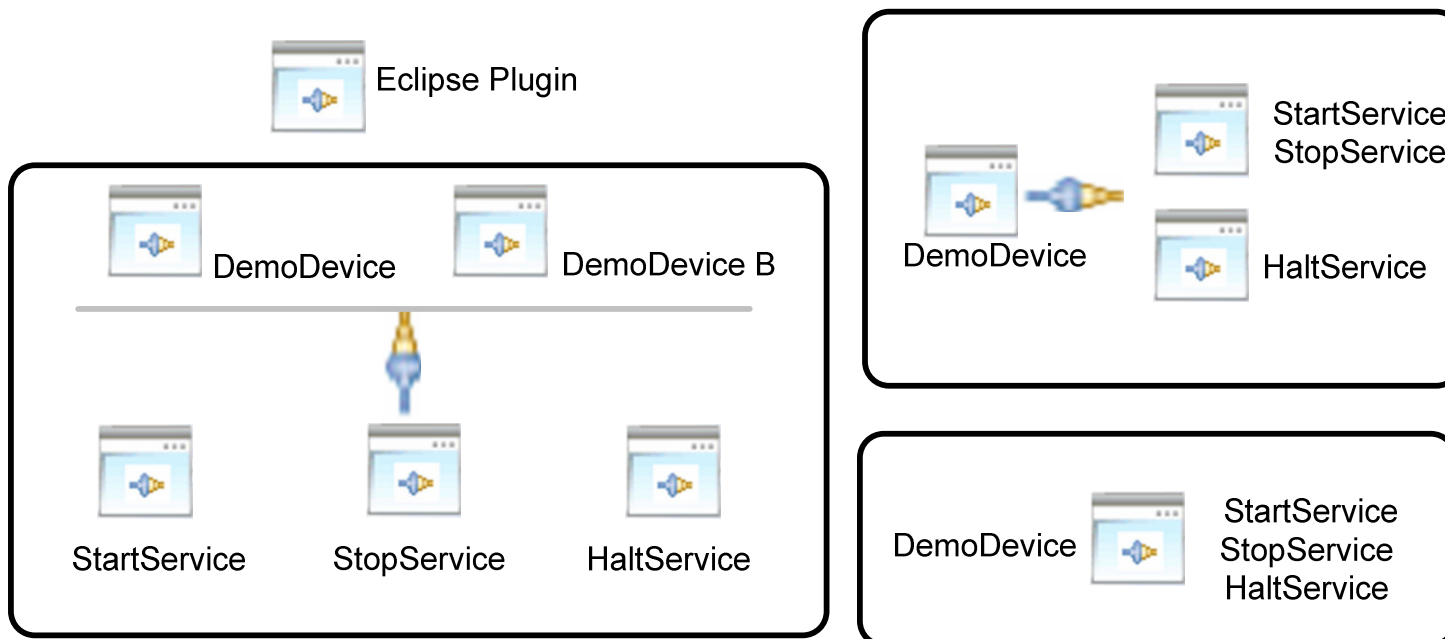 Eclipse Plugin
DemoDevice
DemoDevice B
StartService
StopService
HaltService
DemoDevice
StartService
StopService
HaltService
DemoDevice
StartService
StopService
HaltService